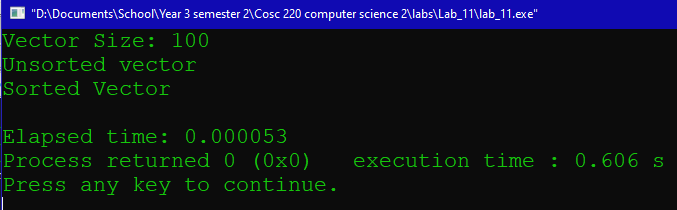 "D:\Documents\School\Year 3 semester 2\Cosc 220 computer science 2\labs\Lab_11\lab_11.exe"
Vector Size: 100
Unsorted vector
Sorted Vector
Elapsed time: 0.000053
Process returned 0 (0x0)   execution time : 0.606 s
Press any key to continue.